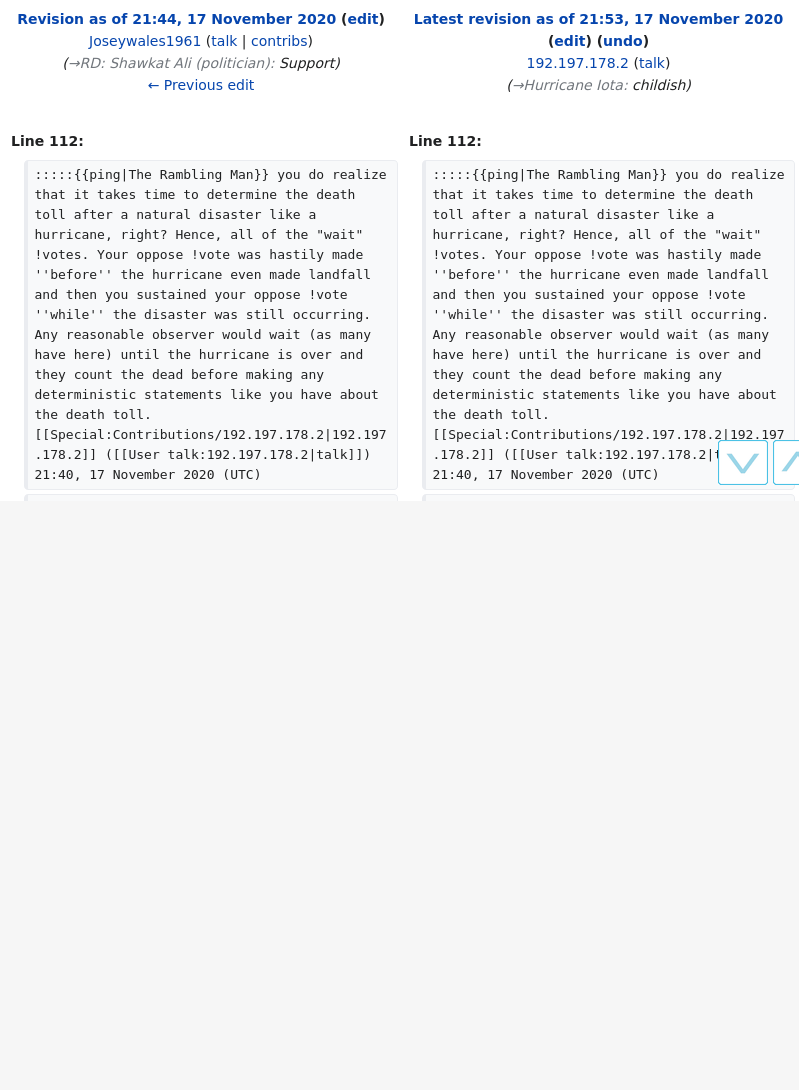 Revision as of 21:44, 17 November 2020 (edit)
Joseywales1961 (talk | contribs)
(→RD: Shawkat Ali (politician): Support)
← Previous edit
Latest revision as of 21:53, 17 November 2020
(edit) (undo)
192.197.178.2 (talk)
(→Hurricane Iota: childish)
Line 112:
:::::{{ping|The Rambling Man}} you do realize
that it takes time to determine the death
toll after a natural disaster like a
hurricane, right? Hence, all of the "wait"
!votes. Your oppose !vote was hastily made
''before'' the hurricane even made landfall
and then you sustained your oppose !vote
''while'' the disaster was still occurring.
Any reasonable observer would wait (as many
have here) until the hurricane is over and
they count the dead before making any
deterministic statements like you have about
the death toll.
[[Special:Contributions/192.197.178.2|192.197
.178.2]] ([[User talk:192.197.178.2|talk]])
21:40, 17 November 2020 (UTC)
Line 112:
:::::{{ping|The Rambling Man}} you do realize
that it takes time to determine the death
toll after a natural disaster like a
hurricane, right? Hence, all of the "wait"
!votes. Your oppose !vote was hastily made
''before'' the hurricane even made landfall
and then you sustained your oppose !vote
''while'' the disaster was still occurring.
Any reasonable observer would wait (as many
have here) until the hurricane is over and
they count the dead before making any
deterministic statements like you have about
the death toll.
[[Special:Contributions/192.197.178.2|192.197
.178.2]] ([[User talk:192.197.178.2|
21:40, 17 November 2020 (UTC)